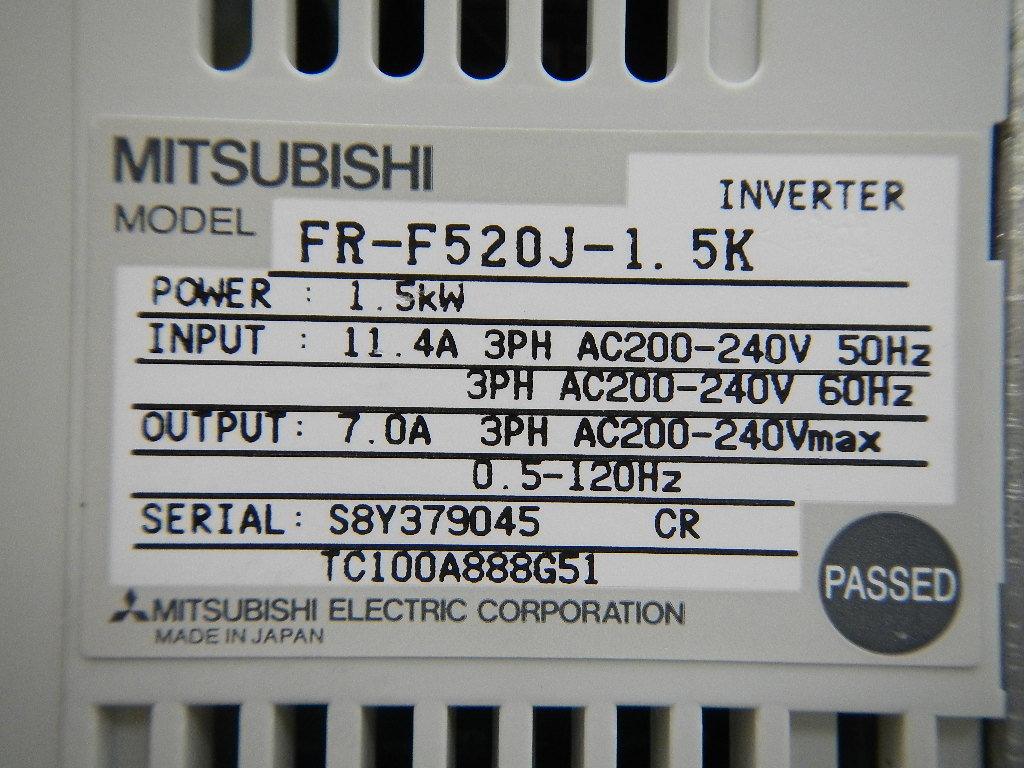 MITSUBISHI
INVERTER
MODEL FR-F520J-1.5K
POWER : 1.5kW
INPUT : 11.4A 3PH AC200-240V 50Hz
3PH AC200-240V 60Hz
OUTPUT: 7.0A 3PH AC200-240Vmax
0.5-120Hz
SERIAL: S8Y379045 CR
TC100A888G51
PASSED
MITSUBISHI ELECTRIC CORPORATION
MADE IN JAPAN